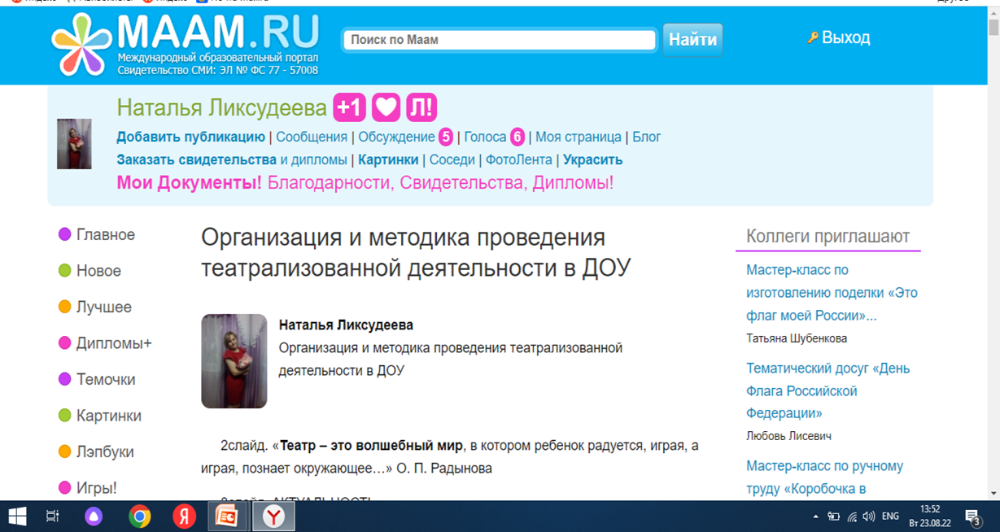 MAAM.RU
Международный образовательный портал
Свидетельство СМИ: ЭЛ № ФС 77 - 57008
Поиск по Маам
Найти
Выход
Наталья Ликсудеева +1 Л!
Добавить публикацию | Сообщения | Обсуждение 5 | Голоса 6 | Моя страница | Блог
Заказать свидетельства и дипломы | Картинки | Соседи | ФотоЛента | Украсить
Мои Документы! Благодарности, Свидетельства, Дипломы!
Главное
Новое
Лучшее
Дипломы+
Темочки
Картинки
Лэпбуки
Игры!
Организация и методика проведения
театрализованной деятельности в ДОУ
Наталья Ликсудеева
Организация и методика проведения театрализованной
деятельности в ДОУ
2слайд. «Театр – это волшебный мир, в котором ребенок радуется, играя, а
играя, познает окружающее…» О. П. Радынова
Коллеги приглашают
Мастер-класс по
изготовлению поделки «Это
флаг моей России»...
Татьяна Шубенкова
Тематический досуг «День
Флага Российской
Федерации»
Любовь Лисевич
Мастер-класс по ручному
труду «Коробочка в
ENG
13:52
Вт 23.08.22
3